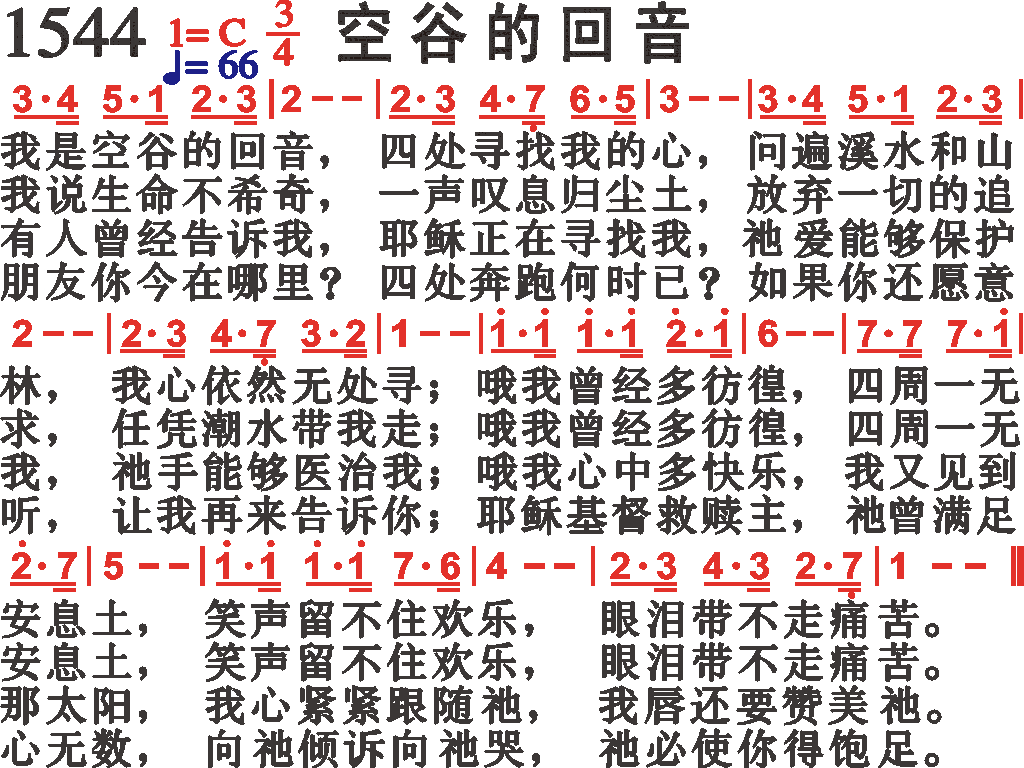 1544 1=C 3/4 ♩=66 空谷的回音
3·4 5·1 2·3|2－－|2·3 4·7 6·5|3－－|3·4 5·1 2·3|
我是空谷的回音， 四处寻找我的心， 问遍溪水和山
我说生命不希奇， 一声叹息归尘土， 放弃一切的追
有人曾经告诉我， 耶稣正在寻找我， 祂爱能够保护
朋友你今在哪里？ 四处奔跑何时已？ 如果你还愿意
2－－|2·3 4·7 3·2|1－－|1·1 1·1 2·1|6－－|7·7 7·1|
林， 我心依然无处寻； 哦我曾经多彷徨， 四周一无
求， 任凭潮水带我走； 哦我曾经多彷徨， 四周一无
我， 祂手能够医治我； 哦我心中多快乐， 我又见到
听， 让我再来告诉你； 耶稣基督救赎主， 祂曾满足
2·7|5－－|1·1 1·1 7·6|4－－|2·3 4·3 2·7|1－－‖
安息土， 笑声留不住欢乐， 眼泪带不走痛苦。
安息土， 笑声留不住欢乐， 眼泪带不走痛苦。
那太阳， 我心紧紧跟随祂， 我唇还要赞美祂。
心无数， 向祂倾诉向祂哭， 祂必使你得饱足。